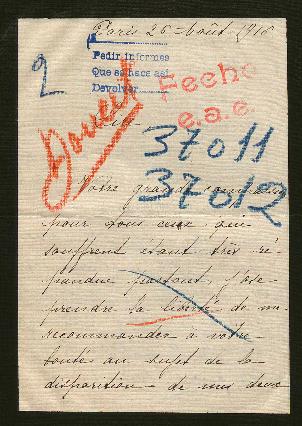 Paris 26 Août 1916
2
Pedir informes
Que se hace así
Devolver
Fecho
e.a.e.
37011
37012
Votre grande
pour tous ceux qui
souffrent étant très ré-
pandue partout, j'ose
prendre la liberté de me
recommander à votre
bonté au sujet de la
disparition de mes deux